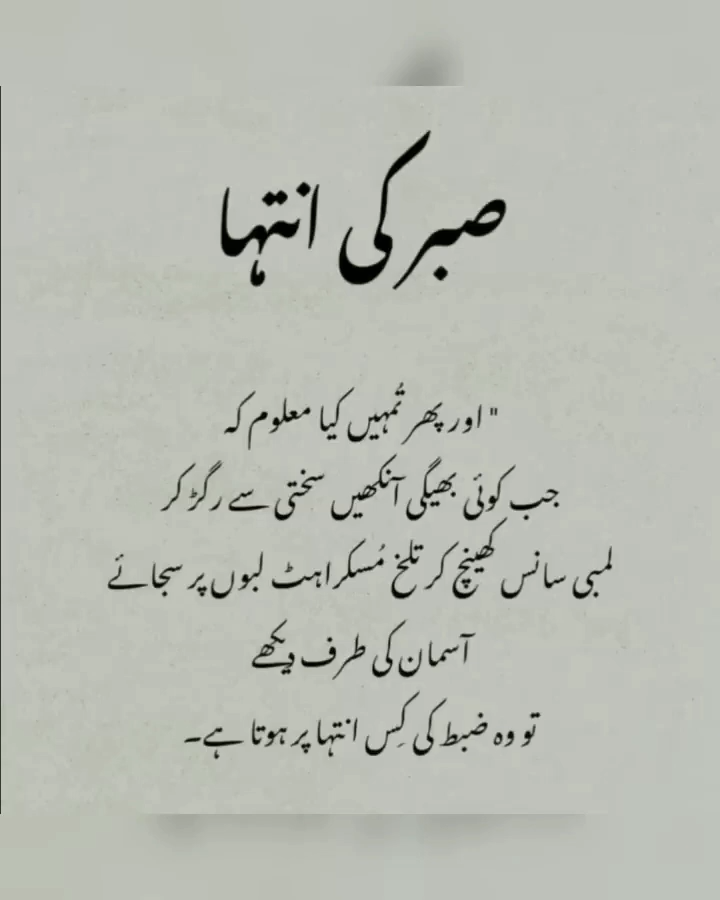 صبر کی انتہا
" اور پھر تُمہیں کیا معلوم کہ
جب کوئی بھیگی آنکھیں سختی سے رگڑ کر
لمبی سانس کھینچ کر تلخ مُسکراہٹ لبوں پر سجائے
آسمان کی طرف دیکھے
تو وہ ضبط کی کِس انتہا پر ہوتا ہے۔